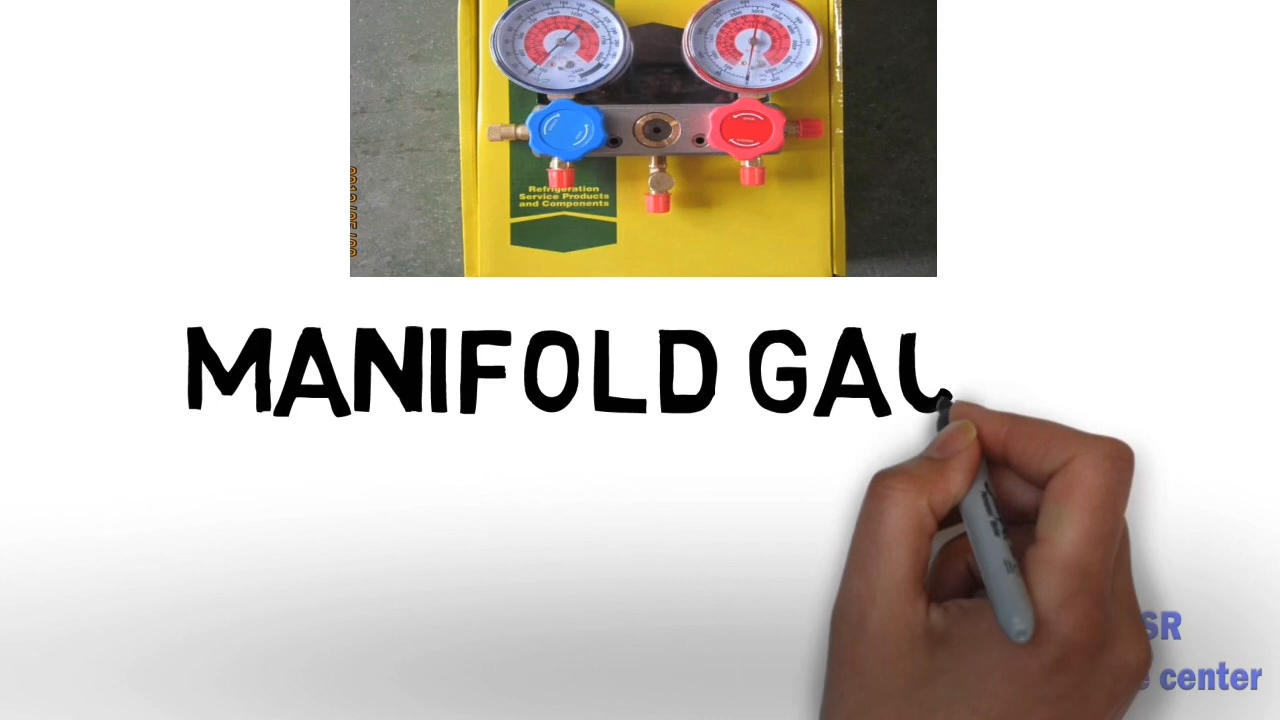 Refrigeration
Service Products
and Components
MANIFOLD GAU
SR
center